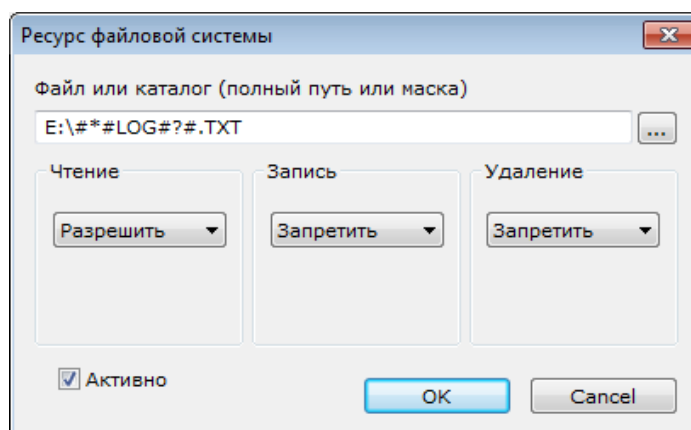 Ресурс файловой системы
Файл или каталог (полный путь или маска)
E:\#*#LOG#?#.TXT
...
Чтение
Запись
Удаление
Разрешить
Запретить
Запретить
Активно
OK
Cancel